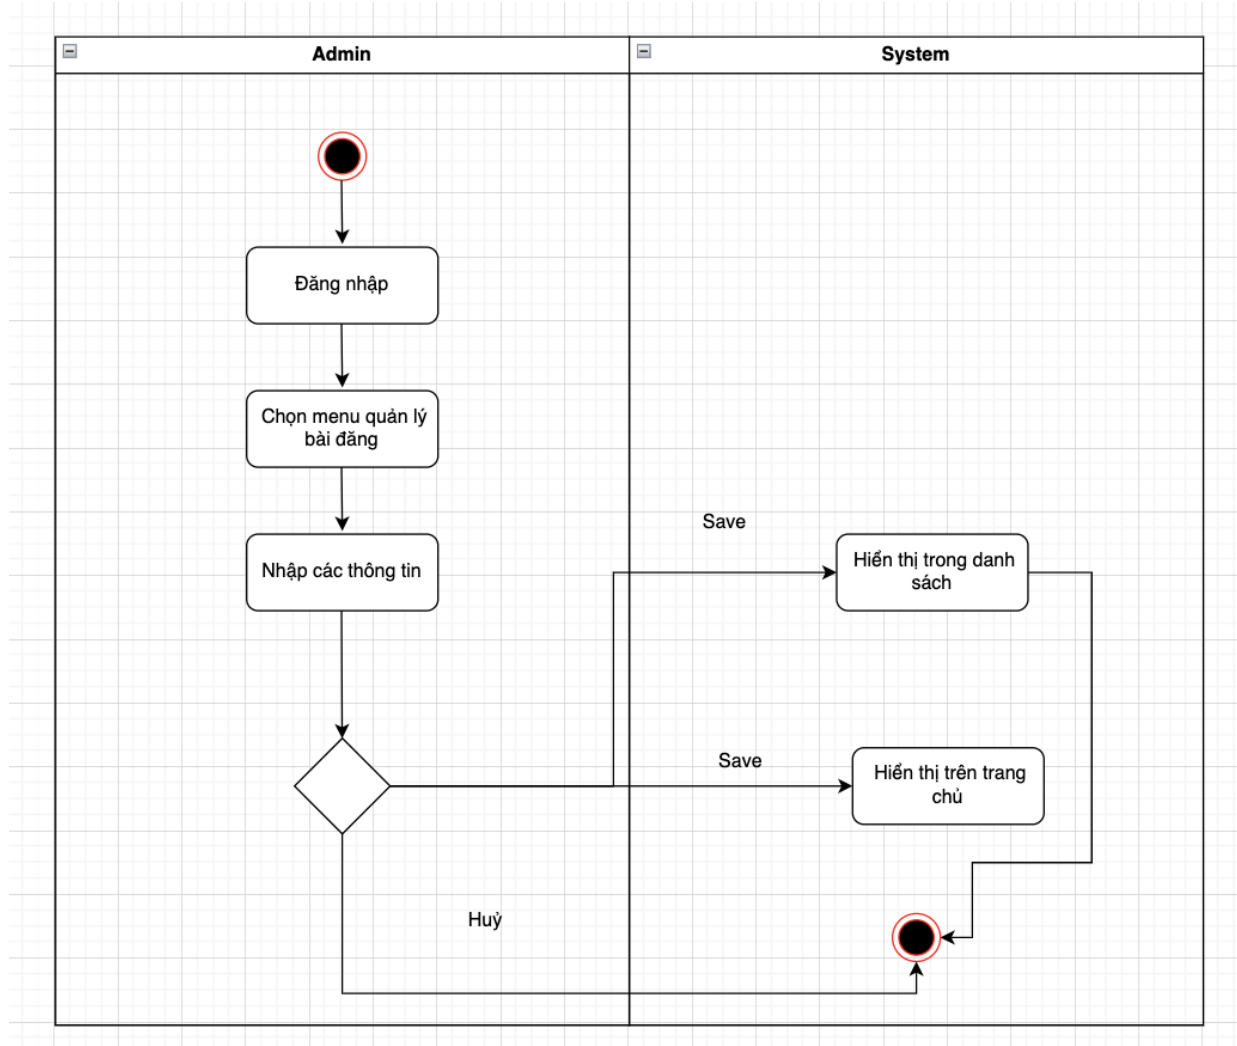 Admin
System
Đăng nhập
Chọn menu quản lý
bài đăng
Nhập các thông tin
Save
Hiển thị trong danh
sách
Save
Hiển thị trên trang
chủ
Huỷ